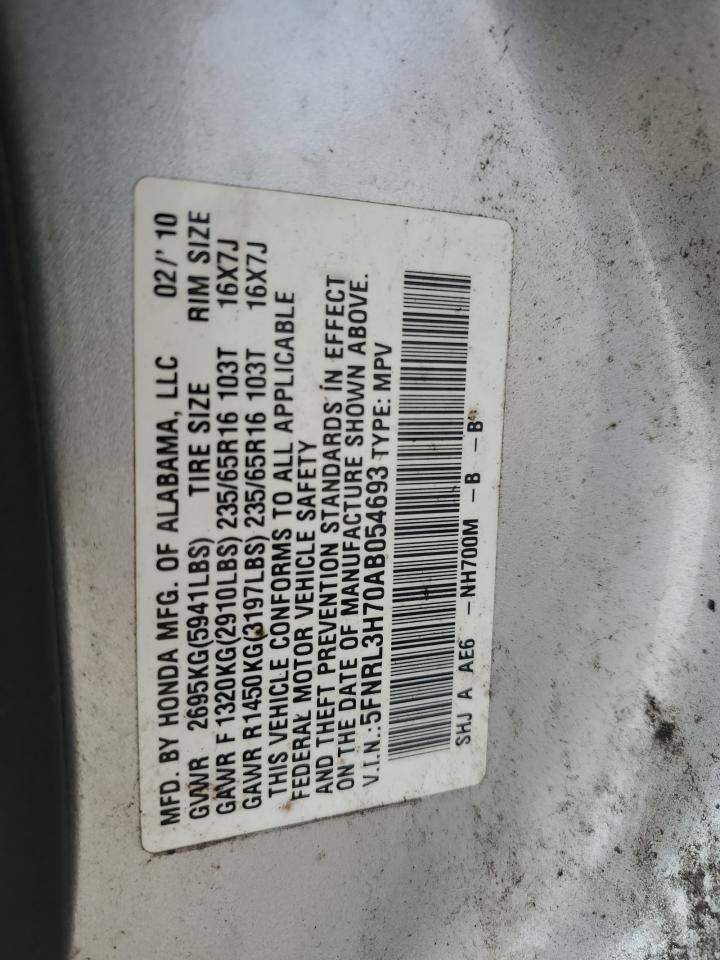 MFD. BY HONDA MFG. OF ALABAMA, LLC 02/' 10
GVWR 2695KG(5941LBS) TIRE SIZE RIM SIZE
GAWR F 1320KG(2910LBS) 235/65R16 103T 16X7J
GAWR R1450KG(3197LBS) 235/65R16 103T 16X7J
THIS VEHICLE CONFORMS TO ALL APPLICABLE
FEDERAL MOTOR VEHICLE SAFETY
AND THEFT PREVENTION STANDARDS IN EFFECT
ON THE DATE OF MANUFACTURE SHOWN ABOVE.
V.I.N.:5FNRL3H70AB054693 TYPE: MPV
SHJ A AE6 -NH700M -B -B